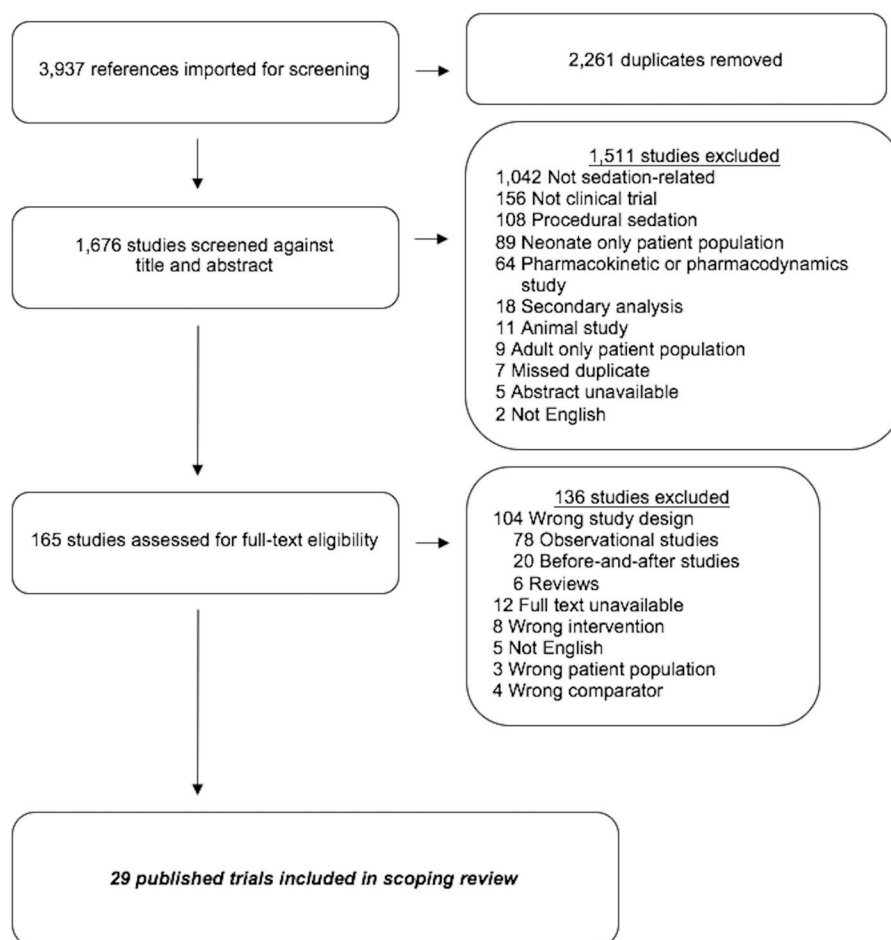 3,937 references imported for screening
2,261 duplicates removed
1,676 studies screened against
title and abstract
1,511 studies excluded
1,042 Not sedation-related
156 Not clinical trial
108 Procedural sedation
89 Neonate only patient population
64 Pharmacokinetic or pharmacodynamics
study
18 Secondary analysis
11 Animal study
9 Adult only patient population
7 Missed duplicate
5 Abstract unavailable
2 Not English
165 studies assessed for full-text eligibility
136 studies excluded
104 Wrong study design
78 Observational studies
20 Before-and-after studies
6 Reviews
12 Full text unavailable
8 Wrong intervention
5 Not English
3 Wrong patient population
4 Wrong comparator
29 published trials included in scoping review